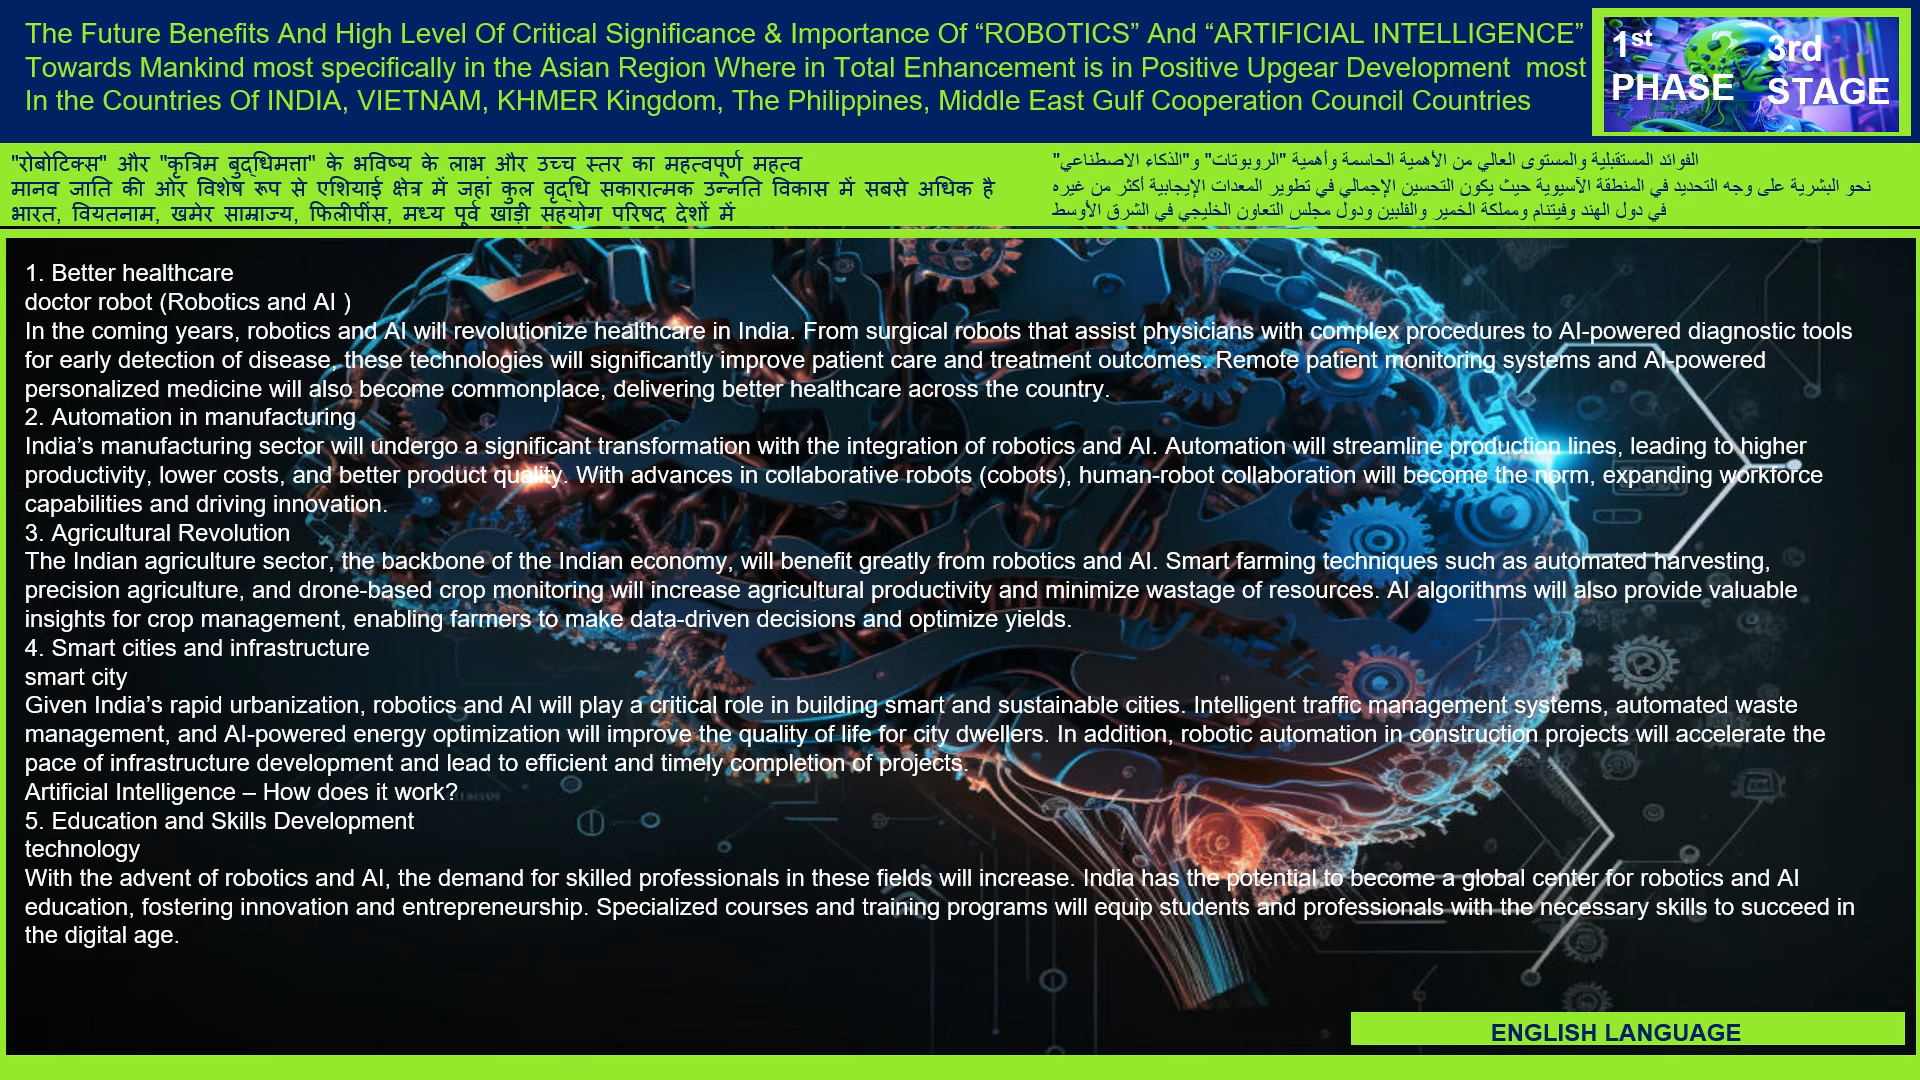 The Future Benefits And High Level Of Critical Significance & Importance Of “ROBOTICS” And “ARTIFICIAL INTELLIGENCE”
Towards Mankind most specifically in the Asian Region Where in Total Enhancement is in Positive Upgear Development  most
In the Countries Of INDIA, VIETNAM, KHMER Kingdom, The Philippines, Middle East Gulf Cooperation Council Countries
1st
PHASE
3rd
STAGE
"रोबोटिक्स" और "कृत्रिम बुद्धिमत्ता" के भविष्य के लाभ और उच्च स्तर का महत्वपूर्ण महत्व
मानव जाति की ओर विशेष रूप से एशियाई क्षेत्र में जहां कुल वृद्धि सकारात्मक उन्नति विकास में सबसे अधिक है
भारत, वियतनाम, खमेर साम्राज्य, फिलीपींस, मध्य पूर्व खाड़ी सहयोग परिषद देशों में
الفوائد المستقبلية والمستوى العالي من الأهمية الحاسمة وأهمية "الروبوتات" و"الذكاء الاصطناعي"
نحو البشرية على وجه التحديد في المنطقة الآسيوية حيث يكون التحسين الإجمالي في تطوير المعدات الإيجابية أكثر من غيره
في دول الهند وفيتنام ومملكة الخمير والفلبين ودول مجلس التعاون الخليجي في الشرق الأوسط
1. Better healthcare
doctor robot (Robotics and AI )
In the coming years, robotics and AI will revolutionize healthcare in India. From surgical robots that assist physicians with complex procedures to AI-powered diagnostic tools
for early detection of disease, these technologies will significantly improve patient care and treatment outcomes. Remote patient monitoring systems and AI-powered
personalized medicine will also become commonplace, delivering better healthcare across the country.
2. Automation in manufacturing
India’s manufacturing sector will undergo a significant transformation with the integration of robotics and AI. Automation will streamline production lines, leading to higher
productivity, lower costs, and better product quality. With advances in collaborative robots (cobots), human-robot collaboration will become the norm, expanding workforce
capabilities and driving innovation.
3. Agricultural Revolution
The Indian agriculture sector, the backbone of the Indian economy, will benefit greatly from robotics and AI. Smart farming techniques such as automated harvesting,
precision agriculture, and drone-based crop monitoring will increase agricultural productivity and minimize wastage of resources. AI algorithms will also provide valuable
insights for crop management, enabling farmers to make data-driven decisions and optimize yields.
4. Smart cities and infrastructure
smart city
Given India’s rapid urbanization, robotics and AI will play a critical role in building smart and sustainable cities. Intelligent traffic management systems, automated waste
management, and AI-powered energy optimization will improve the quality of life for city dwellers. In addition, robotic automation in construction projects will accelerate the
pace of infrastructure development and lead to efficient and timely completion of projects.
Artificial Intelligence – How does it work?
5. Education and Skills Development
technology
With the advent of robotics and AI, the demand for skilled professionals in these fields will increase. India has the potential to become a global center for robotics and AI
education, fostering innovation and entrepreneurship. Specialized courses and training programs will equip students and professionals with the necessary skills to succeed in
the digital age.
ENGLISH LANGUAGE